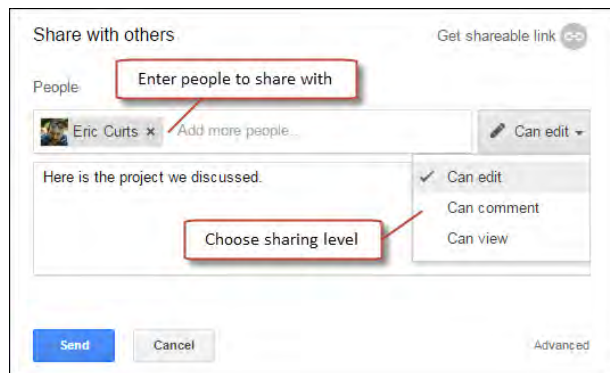 Share with others
Get shareable link
Enter people to share with
People
Eric Curts × Add more people...
Can edit
Here is the project we discussed.
Can edit
Can comment
Choose sharing level
Can view
Send
Cancel
Advanced